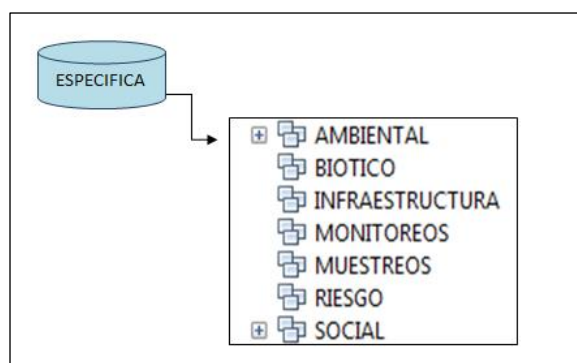 ESPECIFICA
AMBIENTAL
BIOTICO
INFRAESTRUCTURA
MONITOREOS
MUESTREOS
RIESGO
SOCIAL